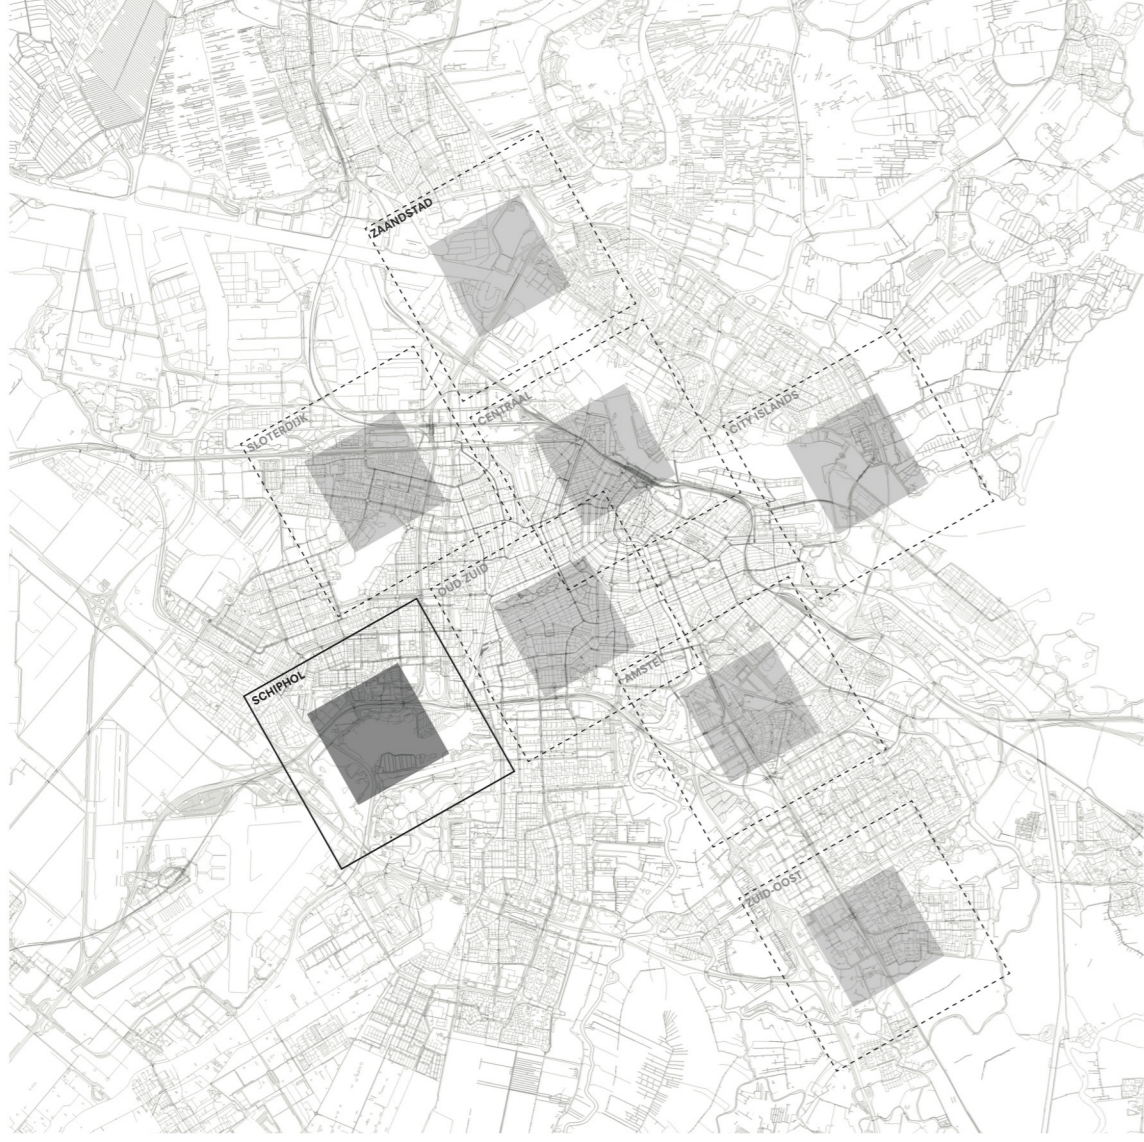 ZAANDSTAD
SLOTERDIJK
CENTRAAL
CITY ISLANDS
OUD ZUID
SCHIPHOL
AMSTEL
ZUID-OOST